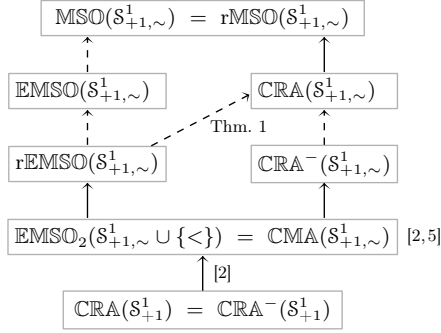 𝕄𝕊𝕆(𝒮¹₊₁,∼) = r𝕄𝕊𝕆(𝒮¹₊₁,∼)
𝔼𝕄𝕊𝕆(𝒮¹₊₁,∼) ℂℝ𝔸(𝒮¹₊₁,∼)
Thm. 1
r𝔼𝕄𝕊𝕆(𝒮¹₊₁,∼) ℂℝ𝔸⁻(𝒮¹₊₁,∼)
𝔼𝕄𝕊𝕆₂(𝒮¹₊₁,∼ ∪ {<}) = ℂ𝕄𝔸(𝒮¹₊₁,∼) [2,5]
[2]
ℂℝ𝔸(𝒮¹₊₁) = ℂℝ𝔸⁻(𝒮¹₊₁)